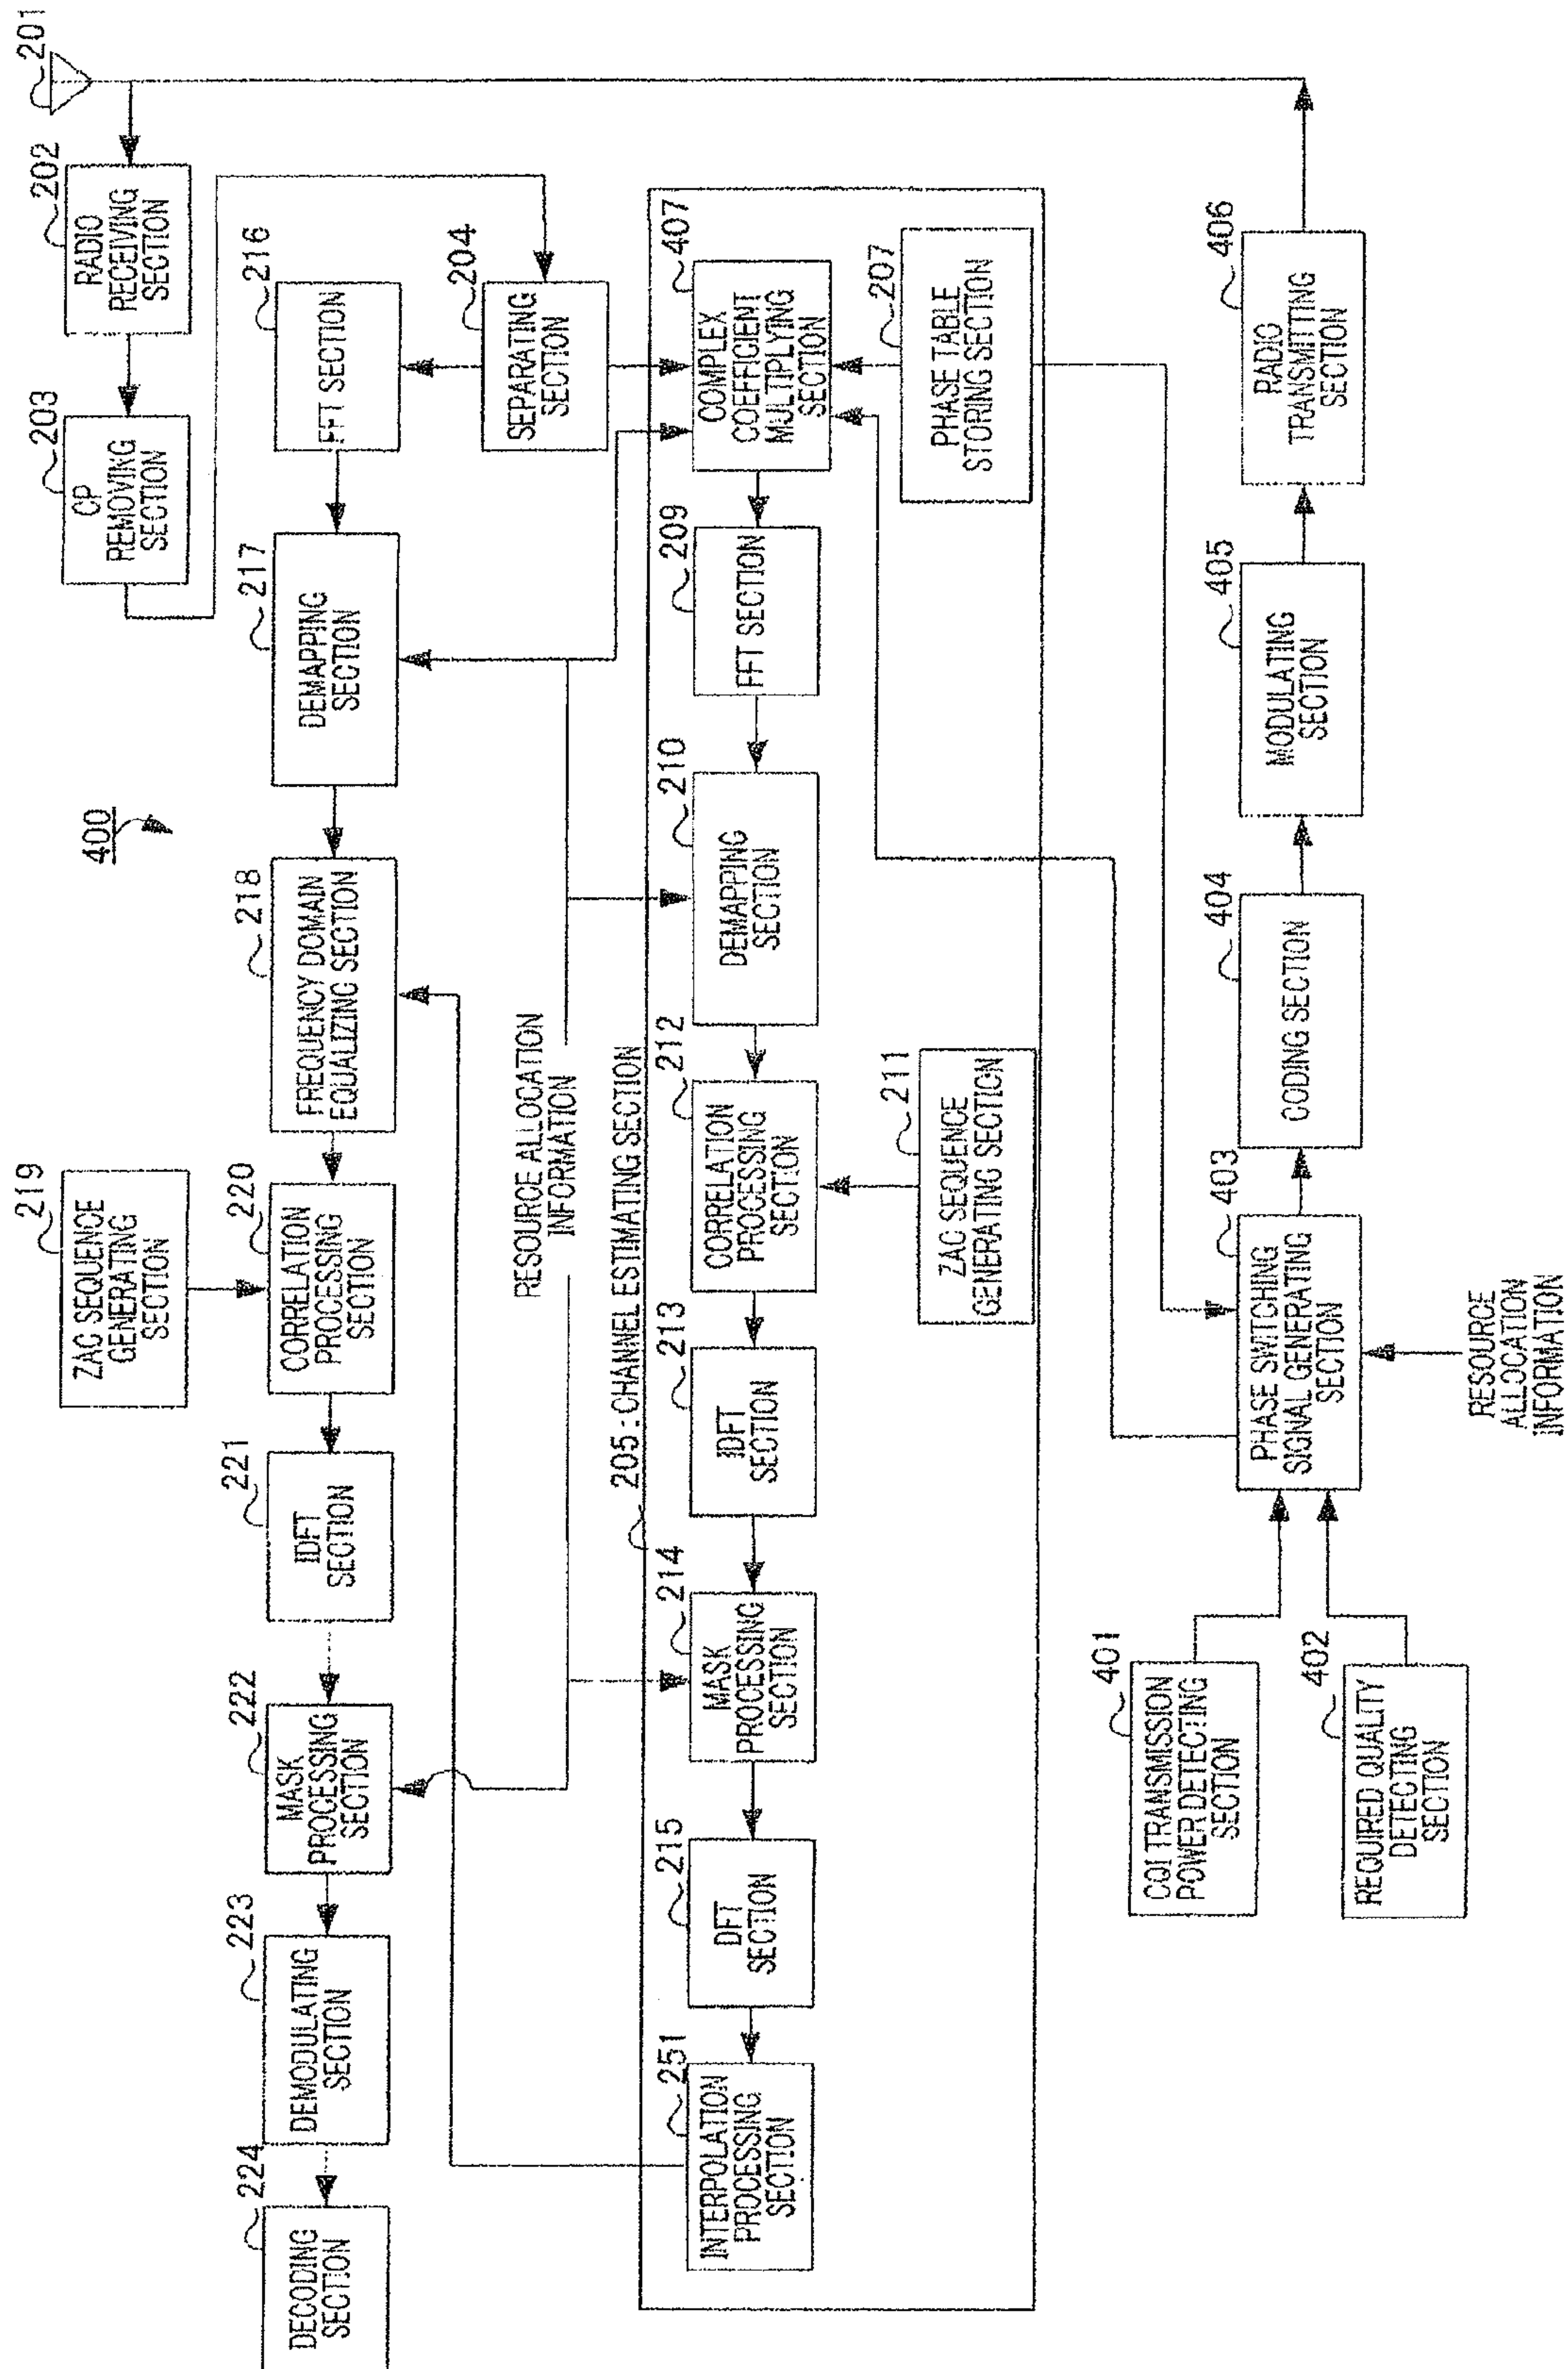 201
202
RADIO
RECEIVING
SECTION
203
CP
REMOVING
SECTION
400
216
FFT SECTION
204
SEPARATING
SECTION
217
DEMAPPING
SECTION
218
FREQUENCY DOMAIN
EQUALIZING SECTION
219
ZAC SEQUENCE
GENERATING
SECTION
220
CORRELATION
PROCESSING
SECTION
221
IDFT
SECTION
222
MASK
PROCESSING
SECTION
223
DEMODULATING
SECTION
224
DECODING
SECTION
RESOURCE ALLOCATION
INFORMATION
205 : CHANNEL ESTIMATING SECTION
407
COMPLEX
COEFFICIENT
MULTIPLYING
SECTION
207
PHASE TABLE
STORING SECTION
209
FFT SECTION
210
DEMAPPING
SECTION
212
CORRELATION
PROCESSING
SECTION
211
ZAC SEQUENCE
GENERATING SECTION
213
IDFT
SECTION
214
MASK
PROCESSING
SECTION
215
DFT
SECTION
251
INTERPOLATION
PROCESSING
SECTION
406
RADIO
TRANSMITTING
SECTION
405
MODULATING
SECTION
404
CODING SECTION
403
PHASE SWITCHING
SIGNAL GENERATING
SECTION
RESOURCE
ALLOCATION
INFORMATION
401
CQI TRANSMISSION
POWER DETECTING
SECTION
402
REQUIRED QUALITY
DETECTING
SECTION